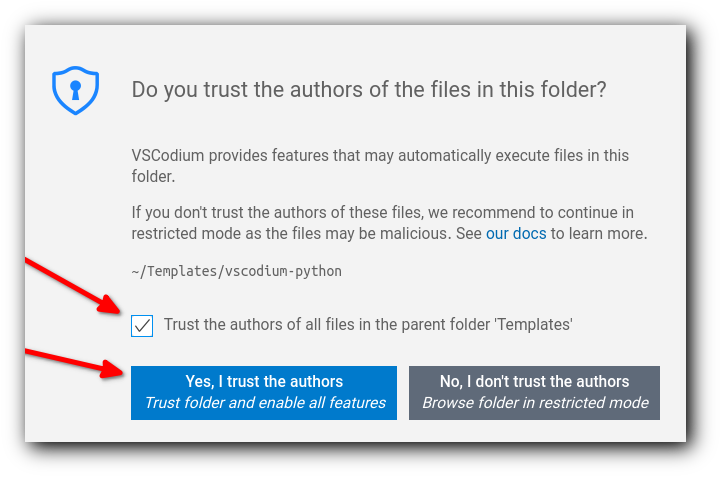 Do you trust the authors of the files in this folder?
VSCodium provides features that may automatically execute files in this
folder.
If you don't trust the authors of these files, we recommend to continue in
restricted mode as the files may be malicious. See our docs to learn more.
~/Templates/vscodium-python
Trust the authors of all files in the parent folder 'Templates'
Yes, I trust the authors
Trust folder and enable all features
No, I don't trust the authors
Browse folder in restricted mode